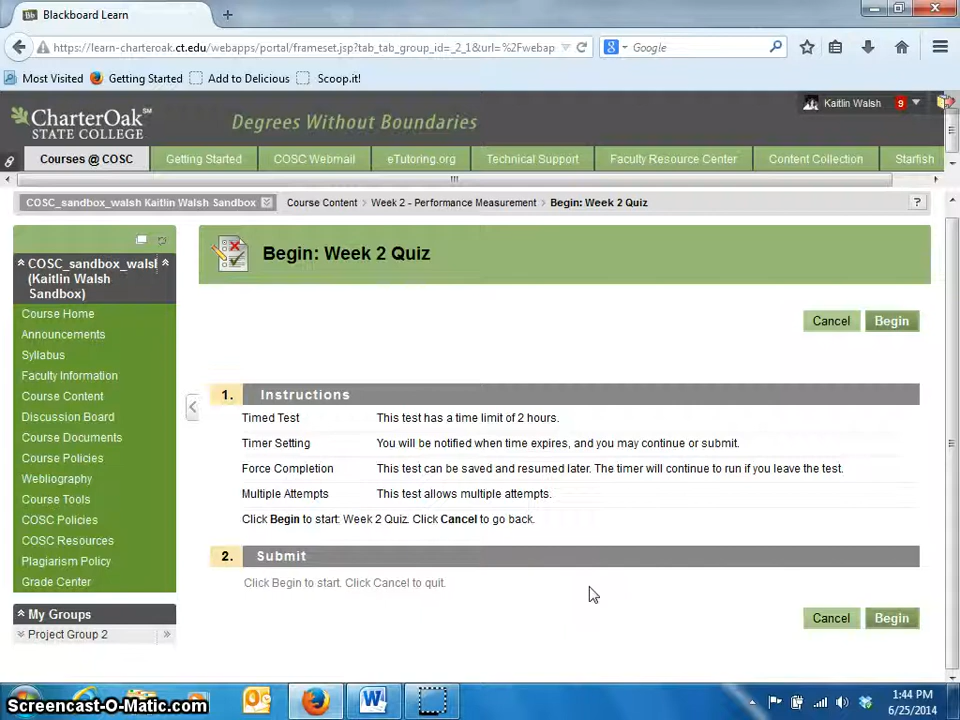 Blackboard Learn
https://learn-charteroak.ct.edu/webapps/portal/frameset.jsp?tab_tab_group_id=_2_1&url=%2Fwebap
Google
Most Visited Getting Started Add to Delicious Scoop.it!
CharterOak SM
STATE COLLEGE
Degrees Without Boundaries
Kaitlin Walsh 9
Courses @ COSC Getting Started COSC Webmail eTutoring.org Technical Support Faculty Resource Center Content Collection Starfish
COSC_sandbox_walsh Kaitlin Walsh Sandbox Course Content > Week 2 - Performance Measurement > Begin: Week 2 Quiz ?
Begin: Week 2 Quiz
COSC_sandbox_walsh
(Kaitlin Walsh
Sandbox)
Course Home
Announcements
Syllabus
Faculty Information
Course Content
Discussion Board
Course Documents
Course Policies
Webliography
Course Tools
COSC Policies
COSC Resources
Plagiarism Policy
Grade Center
My Groups
Project Group 2
Cancel Begin
1. Instructions
Timed Test This test has a time limit of 2 hours.
Timer Setting You will be notified when time expires, and you may continue or submit.
Force Completion This test can be saved and resumed later. The timer will continue to run if you leave the test.
Multiple Attempts This test allows multiple attempts.
Click Begin to start: Week 2 Quiz. Click Cancel to go back.
2. Submit
Click Begin to start. Click Cancel to quit.
Cancel Begin
Screencast-O-Matic.com
1:44 PM
6/25/2014